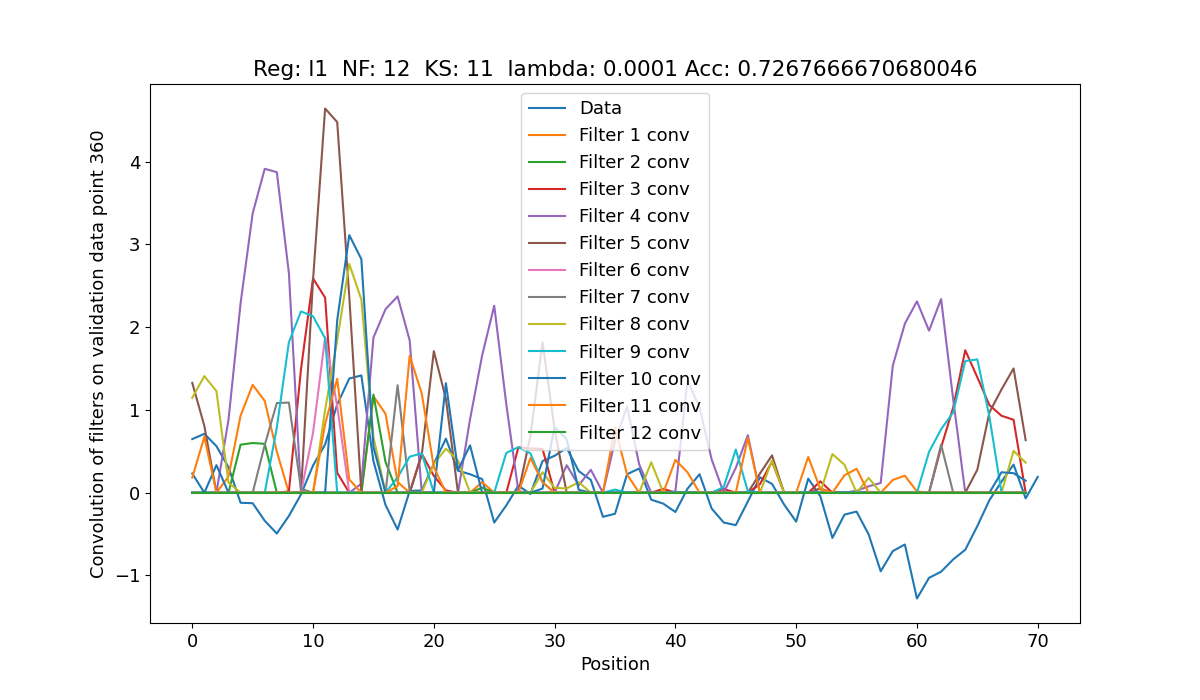 Reg: l1  NF: 12  KS: 11  lambda: 0.0001 Acc: 0.7267666670680046
Convolution of filters on validation data point 360
4
3
2
1
0
−1
Data
Filter 1 conv
Filter 2 conv
Filter 3 conv
Filter 4 conv
Filter 5 conv
Filter 6 conv
Filter 7 conv
Filter 8 conv
Filter 9 conv
Filter 10 conv
Filter 11 conv
Filter 12 conv
0 10 20 30 40 50 60 70
Position